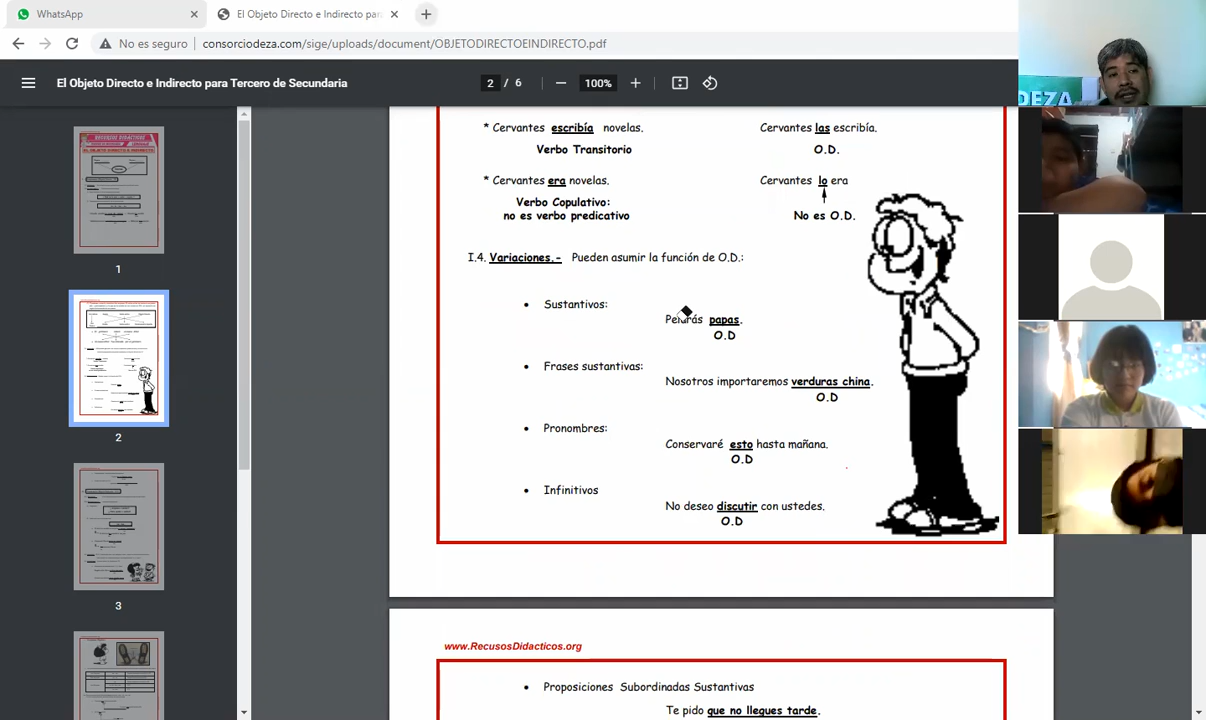 WhatsApp
El Objeto Directo e Indirecto par
No es seguro
consorciodeza.com/sige/uploads/document/OBJETODIRECTOEINDIRECTO.pdf
El Objeto Directo e Indirecto para Tercero de Secundaria
2 / 6
100%
DEZA
* Cervantes escribía novelas.
Cervantes las escribía.
Verbo Transitorio
O.D.
* Cervantes era novelas.
Cervantes lo era
Verbo Copulativo:
no es verbo predicativo
No es O.D.
I.4. Variaciones.- Pueden asumir la función de O.D.:
• Sustantivos:
papas.
O.D
• Frases sustantivas:
Nosotros importaremos verduras china.
O.D
• Pronombres:
Conservaré esto hasta mañana.
O.D
• Infinitivos
No deseo discutir con ustedes.
O.D
www.RecusosDidacticos.org
• Proposiciones Subordinadas Sustantivas
Te pido que no llegues tarde.
1
2
3